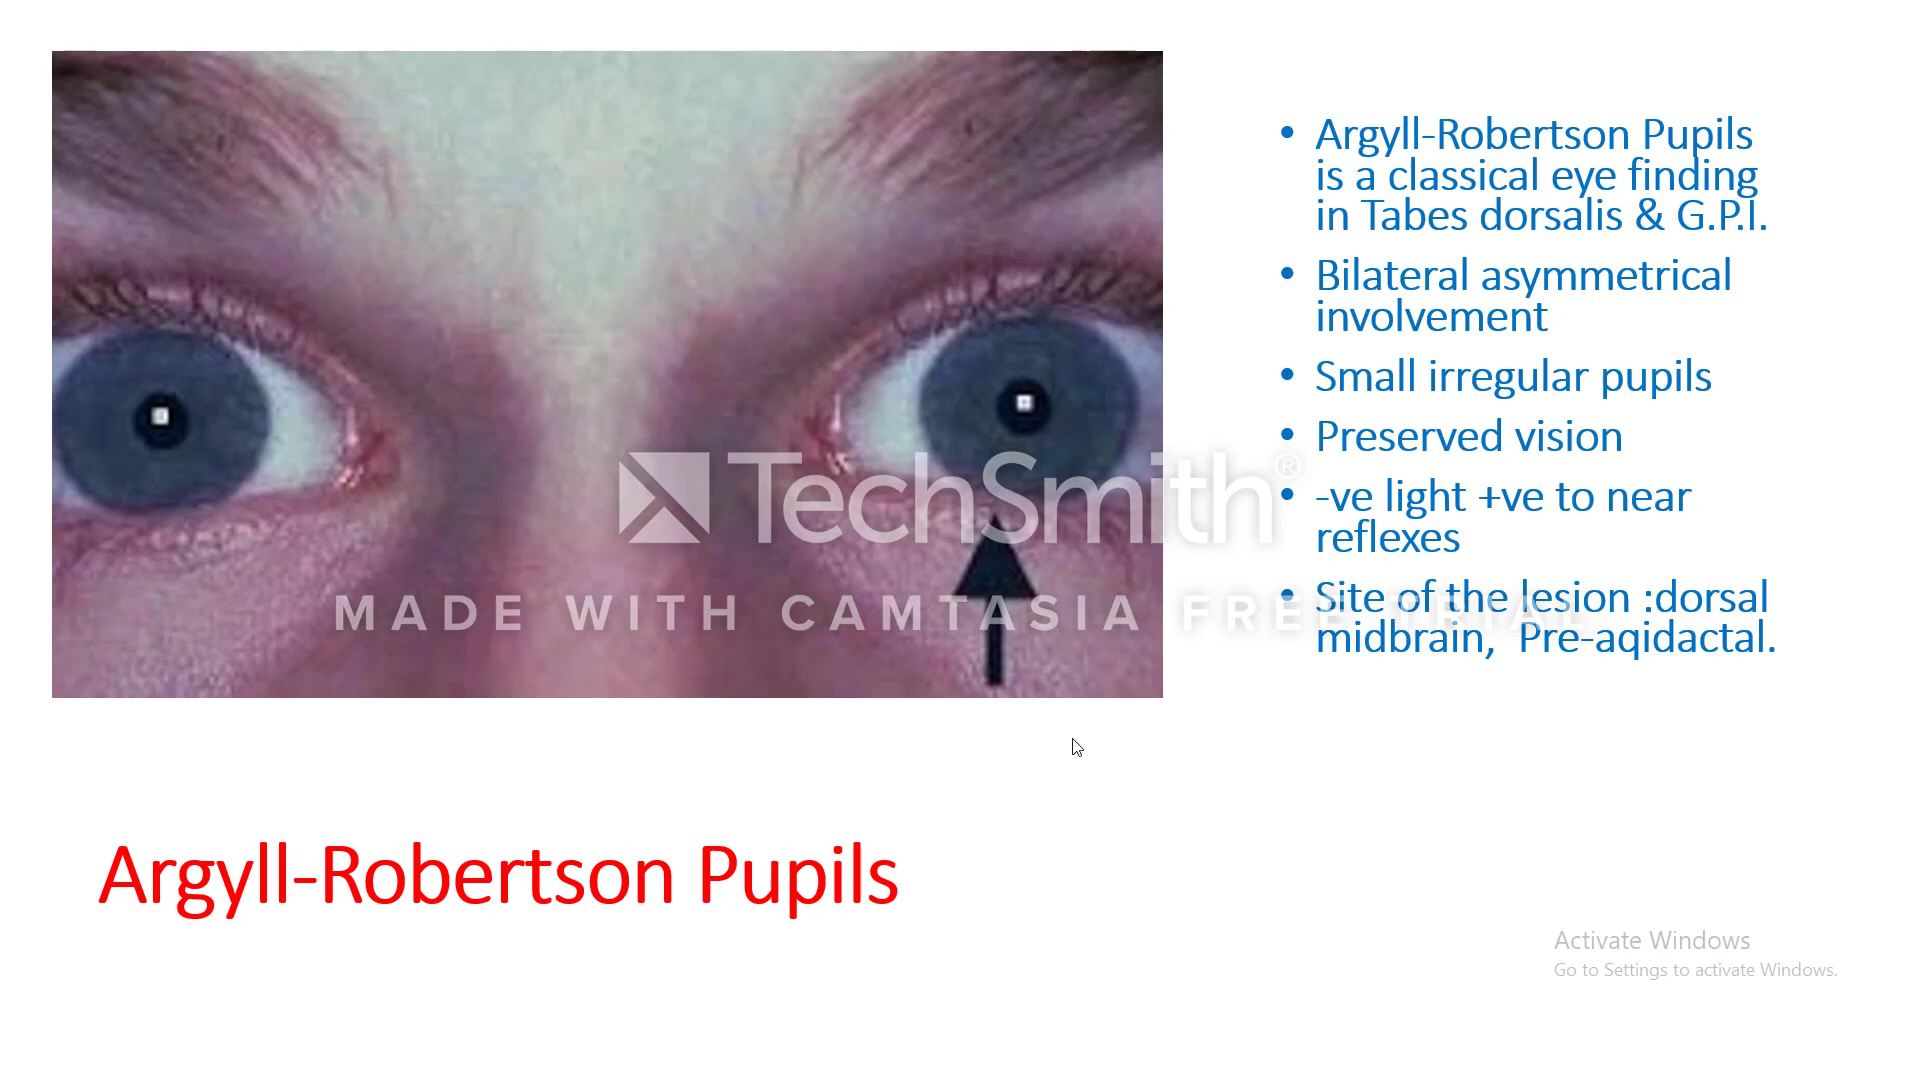 • Argyll-Robertson Pupils
is a classical eye finding
in Tabes dorsalis & G.P.I.
• Bilateral asymmetrical
involvement
• Small irregular pupils
• Preserved vision
• -ve light +ve to near
reflexes
• Site of the lesion :dorsal
midbrain,  Pre-aqidactal.
TechSmith®
MADE WITH CAMTASIA FREE TRIAL
Argyll-Robertson Pupils
Activate Windows
Go to Settings to activate Windows.